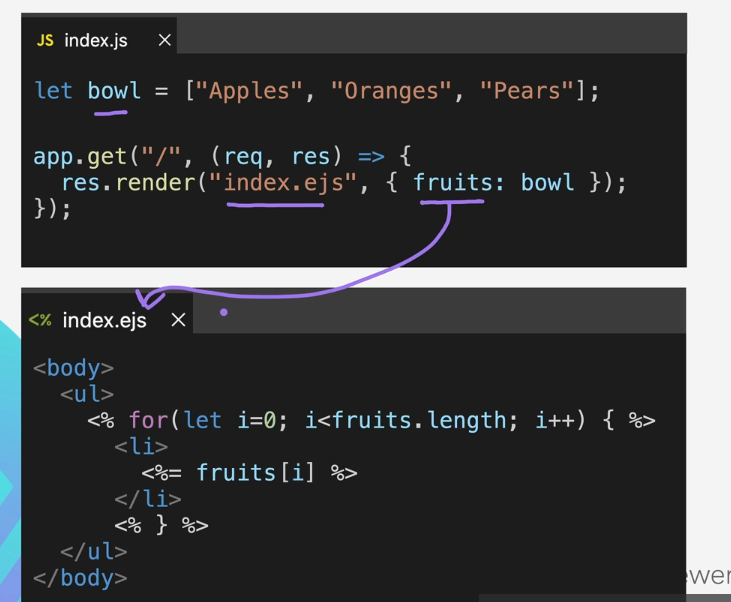 JS index.js ×
let bowl = ["Apples", "Oranges", "Pears"];
app.get("/", (req, res) => {
res.render("index.ejs", { fruits: bowl });
});
<% index.ejs ×
<body>
<ul>
<% for(let i=0; i<fruits.length; i++) { %>
<li>
<%= fruits[i] %>
</li>
<% } %>
</ul>
</body>